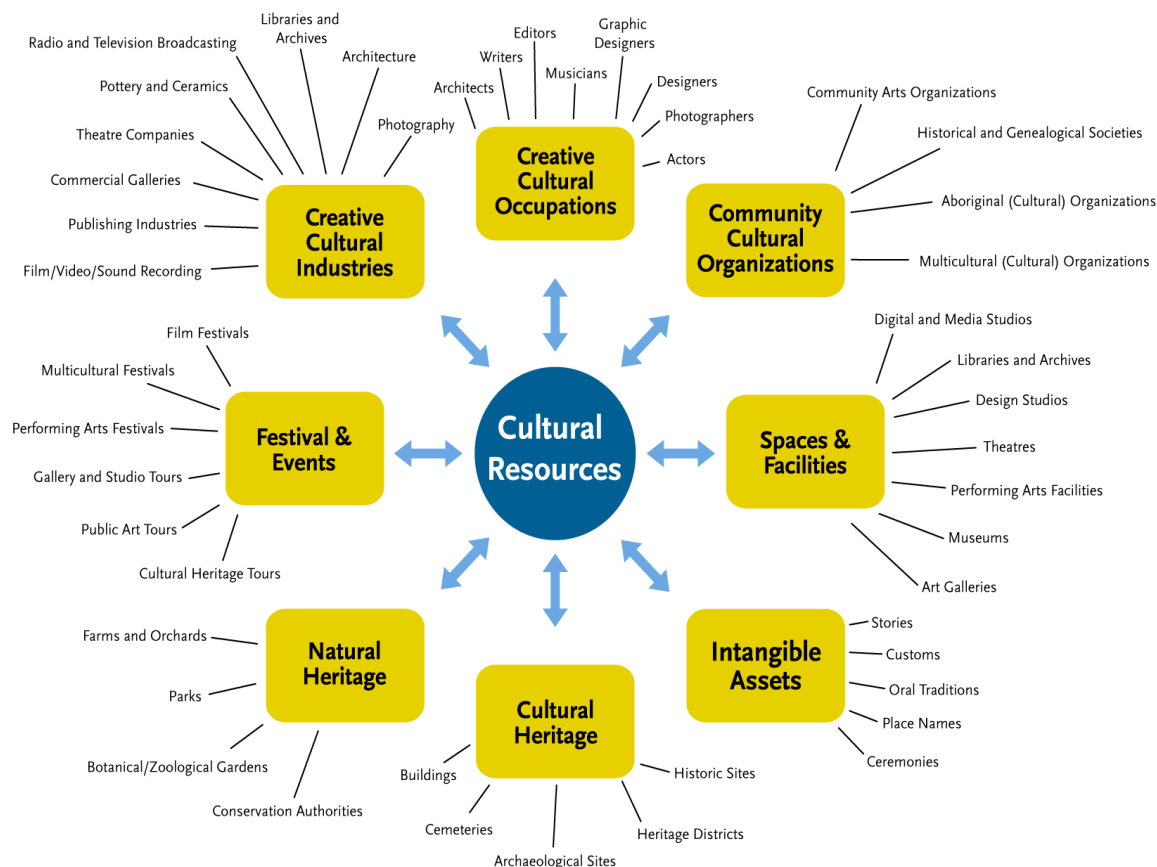 Libraries and
Archives
Radio and Television Broadcasting
Architecture
Pottery and Ceramics
Photography
Theatre Companies
Commercial Galleries
Publishing Industries
Film/Video/Sound Recording
Creative
Cultural
Industries
Architects
Writers
Editors
Musicians
Graphic
Designers
Designers
Photographers
Actors
Creative
Cultural
Occupations
Community Arts Organizations
Historical and Genealogical Societies
Aboriginal (Cultural) Organizations
Multicultural (Cultural) Organizations
Community
Cultural
Organizations
Film Festivals
Multicultural Festivals
Performing Arts Festivals
Gallery and Studio Tours
Public Art Tours
Cultural Heritage Tours
Festival &
Events
Cultural
Resources
Spaces &
Facilities
Digital and Media Studios
Libraries and Archives
Design Studios
Theatres
Performing Arts Facilities
Museums
Art Galleries
Natural
Heritage
Farms and Orchards
Parks
Botanical/Zoological Gardens
Conservation Authorities
Cultural
Heritage
Buildings
Cemeteries
Archaeological Sites
Heritage Districts
Historic Sites
Intangible
Assets
Stories
Customs
Oral Traditions
Place Names
Ceremonies